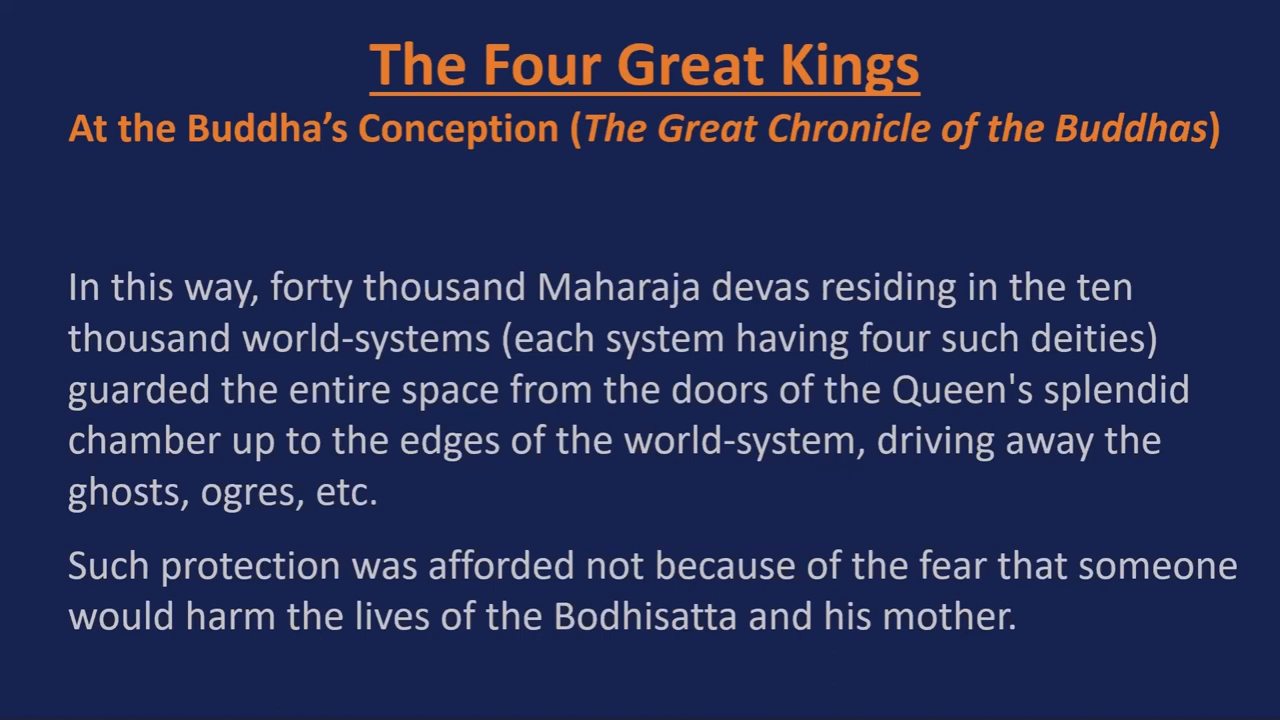 The Four Great Kings
At the Buddha’s Conception (The Great Chronicle of the Buddhas)
In this way, forty thousand Maharaja devas residing in the ten
thousand world-systems (each system having four such deities)
guarded the entire space from the doors of the Queen's splendid
chamber up to the edges of the world-system, driving away the
ghosts, ogres, etc.
Such protection was afforded not because of the fear that someone
would harm the lives of the Bodhisatta and his mother.